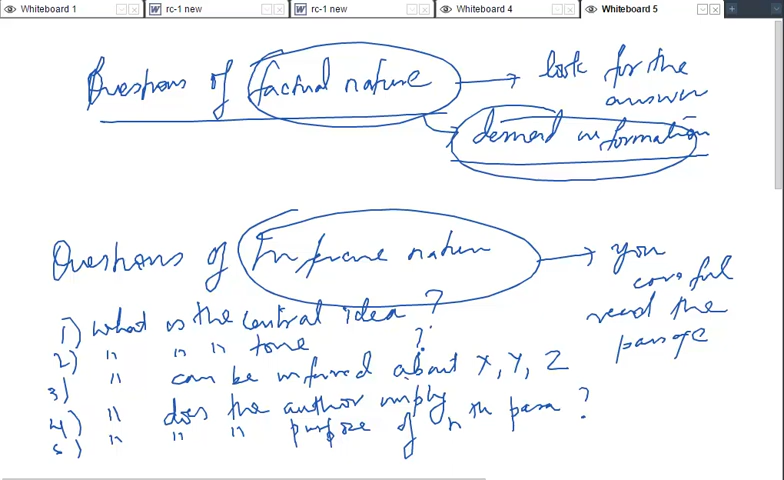 Whiteboard 1 rc-1 new rc-1 new Whiteboard 4 Whiteboard 5
Questions of factual nature → look for the
answer
demand information
Questions of Inference nature → you
careful
read the
passage
1) what is the central idea ?
2) " " " tone ?
3) " can be inferred about X, Y, Z
4) " does the author imply
5) " " " purpose of n th para ?